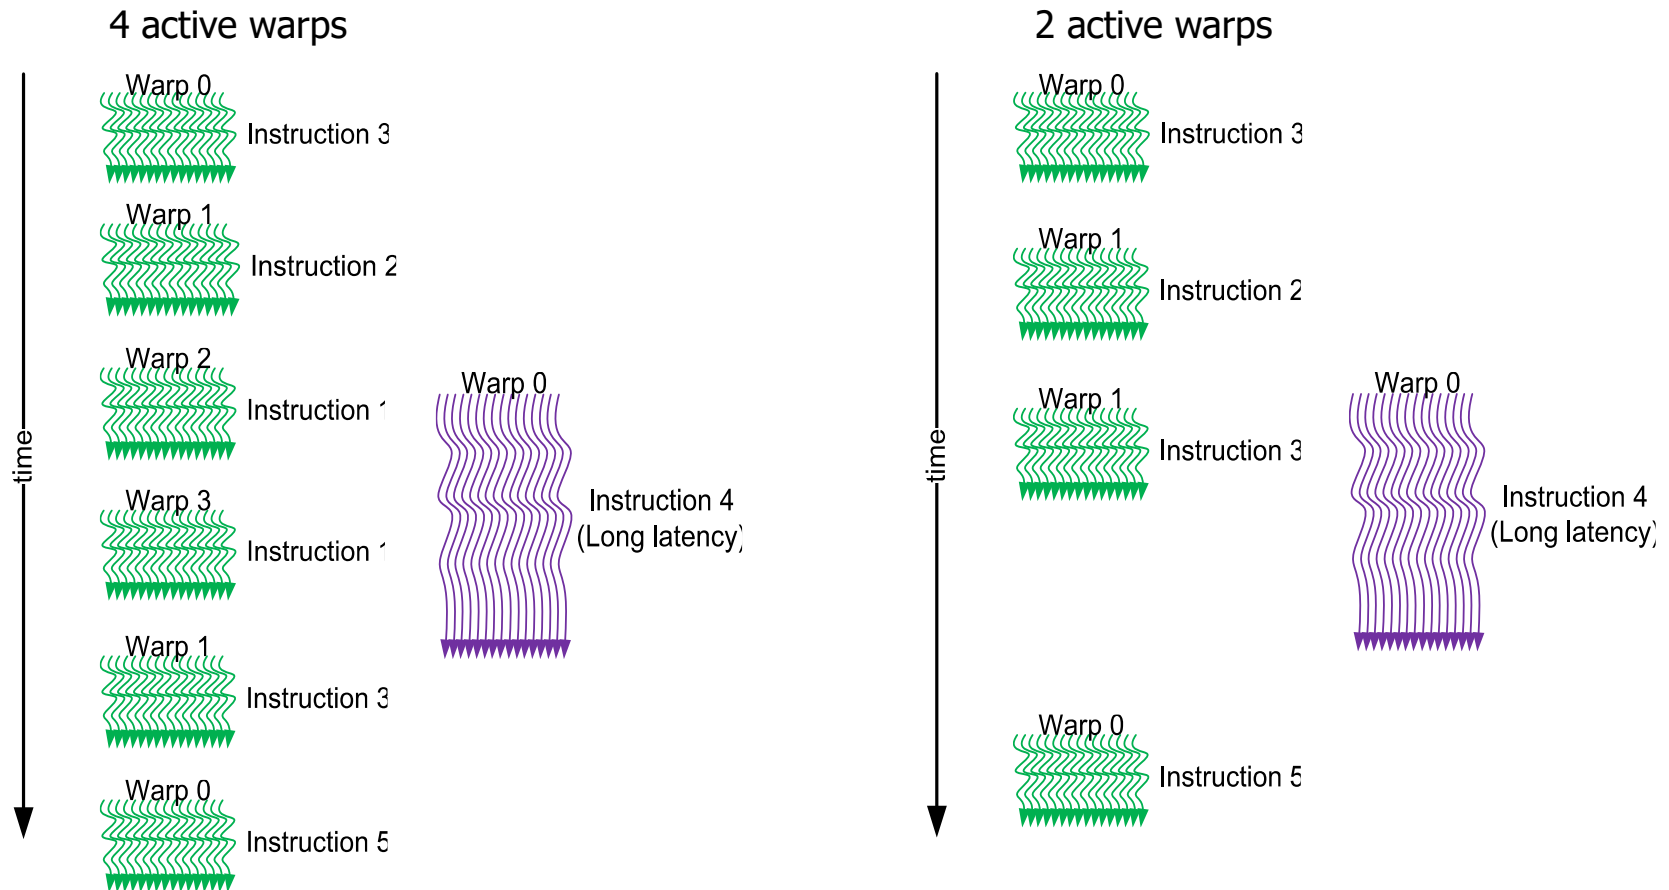 4 active warps
time
Warp 0
Instruction 3
Warp 1
Instruction 2
Warp 2
Instruction 1
Warp 0
Instruction 4
(Long latency)
Warp 3
Instruction 1
Warp 1
Instruction 3
Warp 0
Instruction 5
2 active warps
time
Warp 0
Instruction 3
Warp 1
Instruction 2
Warp 1
Instruction 3
Warp 0
Instruction 4
(Long latency)
Warp 0
Instruction 5